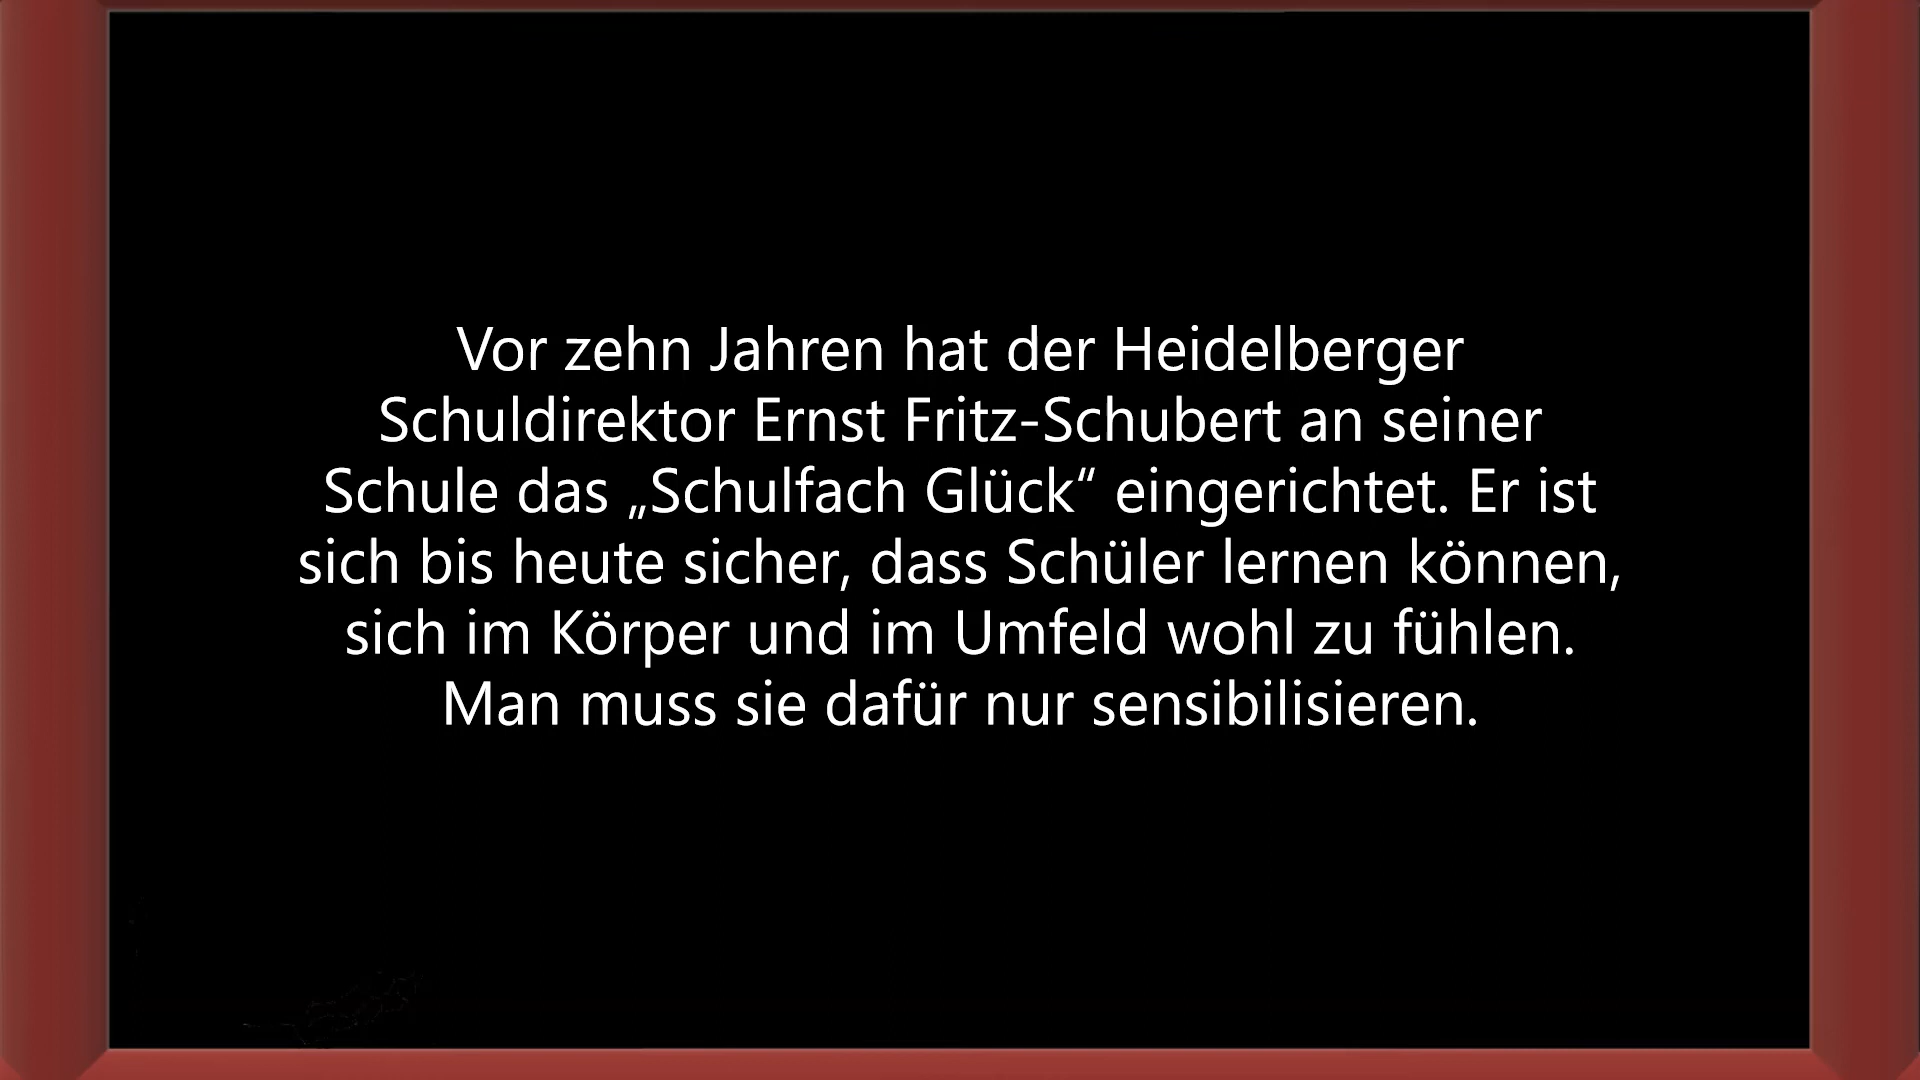 Vor zehn Jahren hat der Heidelberger
Schuldirektor Ernst Fritz-Schubert an seiner
Schule das „Schulfach Glück“ eingerichtet. Er ist
sich bis heute sicher, dass Schüler lernen können,
sich im Körper und im Umfeld wohl zu fühlen.
Man muss sie dafür nur sensibilisieren.